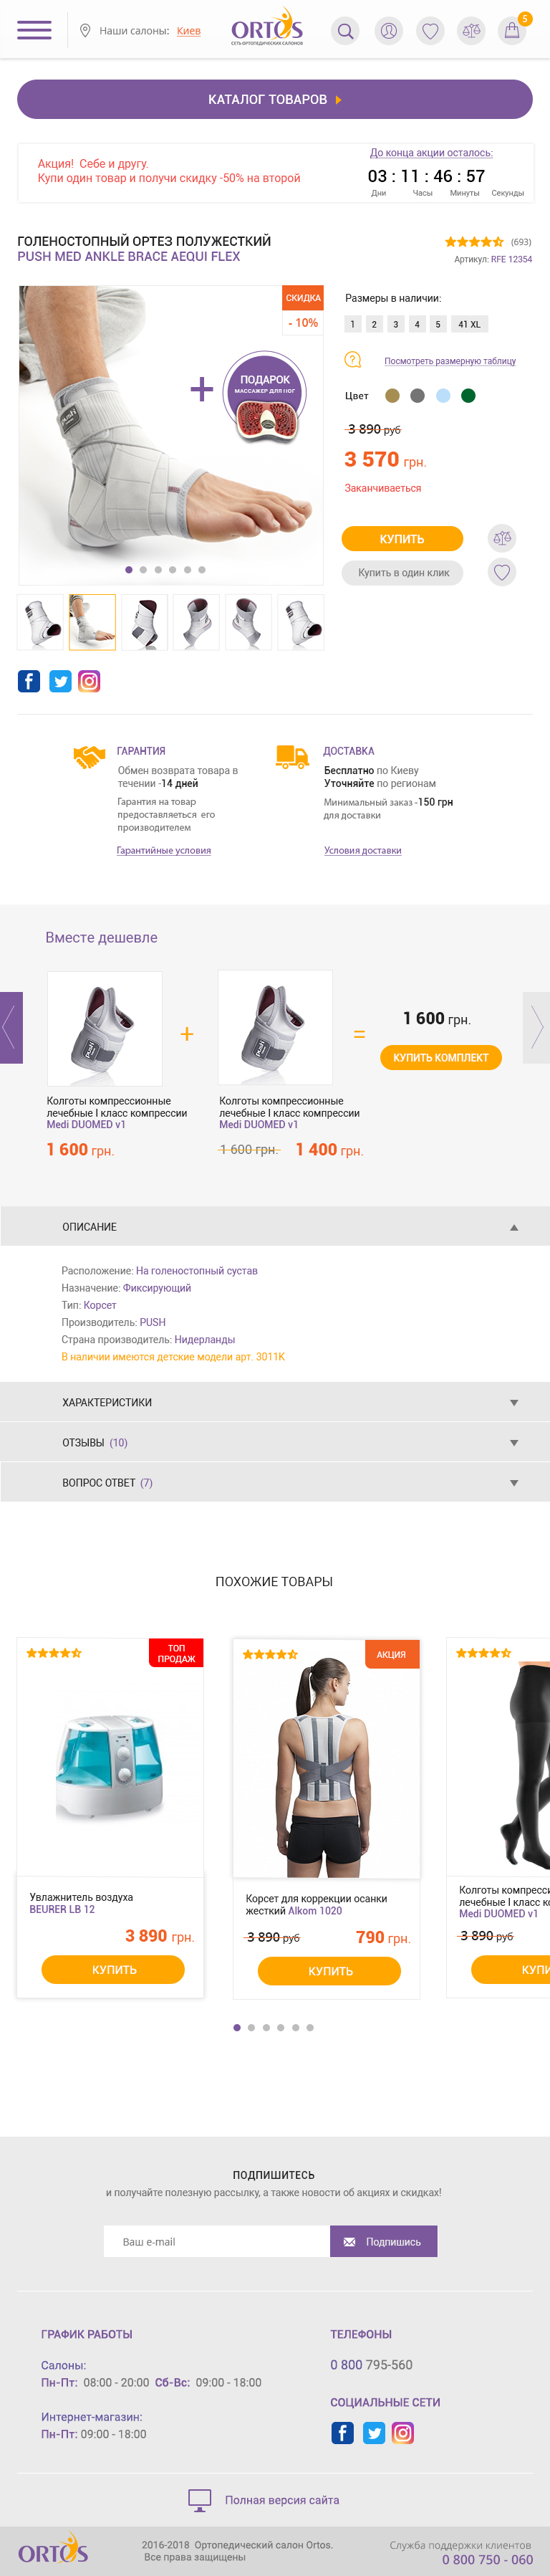 Наши салоны: Киев
ORTOS
СЕТЬ ОРТОПЕДИЧЕСКИХ САЛОНОВ
5
КАТАЛОГ ТОВАРОВ
Акция! Себе и другу.
Купи один товар и получи скидку -50% на второй
До конца акции осталось:
03 : 11 : 46 : 57
Дни Часы Минуты Секунды
ГОЛЕНОСТОПНЫЙ ОРТЕЗ ПОЛУЖЕСТКИЙ
PUSH MED ANKLE BRACE AEQUI FLEX
(693)
Артикул: RFE 12354
СКИДКА
- 10%
+
ПОДАРОК
МАССАЖЕР ДЛЯ НОГ
Размеры в наличии:
1 2 3 4 5 41 XL
? Посмотреть размерную таблицу
Цвет
3 890 руб
3 570 грн.
Заканчиваеться
КУПИТЬ
Купить в один клик
ГАРАНТИЯ
Обмен возврата товара в
течении -14 дней
Гарантия на товар
предоставляеться его
производителем
Гарантийные условия
ДОСТАВКА
Бесплатно по Киеву
Уточняйте по регионам
Минимальный заказ -150 грн
для доставки
Условия доставки
Вместе дешевле
+
=
1 600 грн.
КУПИТЬ КОМПЛЕКТ
Колготы компрессионные
лечебные I класс компрессии
Medi DUOMED v1
1 600 грн.
Колготы компрессионные
лечебные I класс компрессии
Medi DUOMED v1
1 600 грн. 1 400 грн.
ОПИСАНИЕ
Расположение: На голеностопный сустав
Назначение: Фиксирующий
Тип: Корсет
Производитель: PUSH
Страна производитель: Нидерланды
В наличии имеются детские модели арт. 3011K
ХАРАКТЕРИСТИКИ
ОТЗЫВЫ (10)
ВОПРОС ОТВЕТ (7)
ПОХОЖИЕ ТОВАРЫ
ТОП
ПРОДАЖ
Увлажнитель воздуха
BEURER LB 12
3 890 грн.
КУПИТЬ
АКЦИЯ
Корсет для коррекции осанки
жесткий Alkom 1020
3 890 руб 790 грн.
КУПИТЬ
Колготы компресси
лечебные I класс ко
Medi DUOMED v1
3 890 руб
КУПИ
ПОДПИШИТЕСЬ
и получайте полезную рассылку, а также новости об акциях и скидках!
Ваш e-mail
Подпишись
ГРАФИК РАБОТЫ
Салоны:
Пн-Пт: 08:00 - 20:00 Сб-Вс: 09:00 - 18:00
Интернет-магазин:
Пн-Пт: 09:00 - 18:00
ТЕЛЕФОНЫ
0 800 795-560
СОЦИАЛЬНЫЕ СЕТИ
Полная версия сайта
ORTOS
2016-2018 Ортопедический салон Ortos.
Все права защищены
Служба поддержки клиентов
0 800 750 - 060